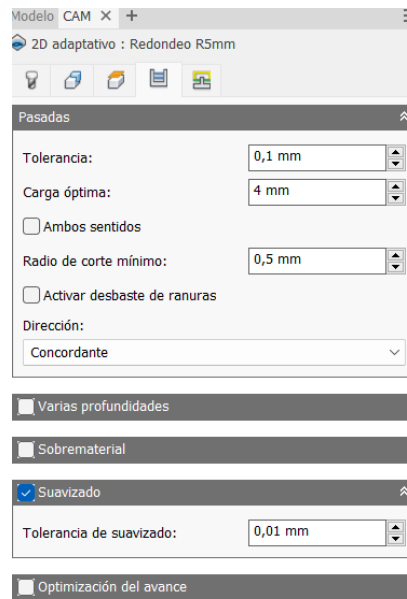 Modelo CAM × +
2D adaptativo : Redondeo R5mm
Pasadas
Tolerancia: 0,1 mm
Carga óptima: 4 mm
Ambos sentidos
Radio de corte mínimo: 0,5 mm
Activar desbaste de ranuras
Dirección:
Concordante
Varias profundidades
Sobrematerial
Suavizado
Tolerancia de suavizado: 0,01 mm
Optimización del avance